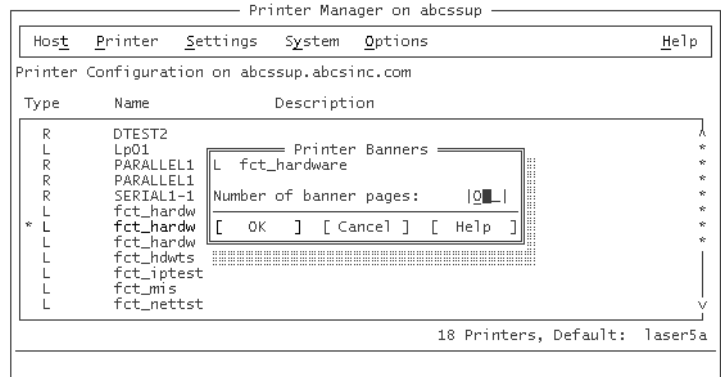 Printer Manager on abcssup
Host Printer Settings System Options Help
Printer Configuration on abcssup.abcsinc.com
Type Name Description
R DTEST2
L Lp01
R PARALLEL1
R PARALLEL1
R SERIAL1-1
L fct_hardw
* L fct_hardw
L fct_hardw
L fct_hdwts
L fct_iptest
L fct_mis
L fct_nettst
Printer Banners
L fct_hardware
Number of banner pages: |0 _|
[ OK ] [ Cancel ] [ Help ]
18 Printers, Default: laser5a